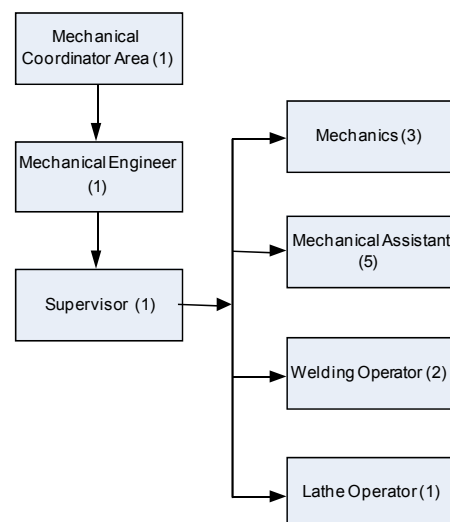 Mechanical
Coordinator Area (1)
Mechanical Engineer
(1)
Supervisor (1)
Mechanics (3)
Mechanical Assistant
(5)
Welding Operator (2)
Lathe Operator (1)